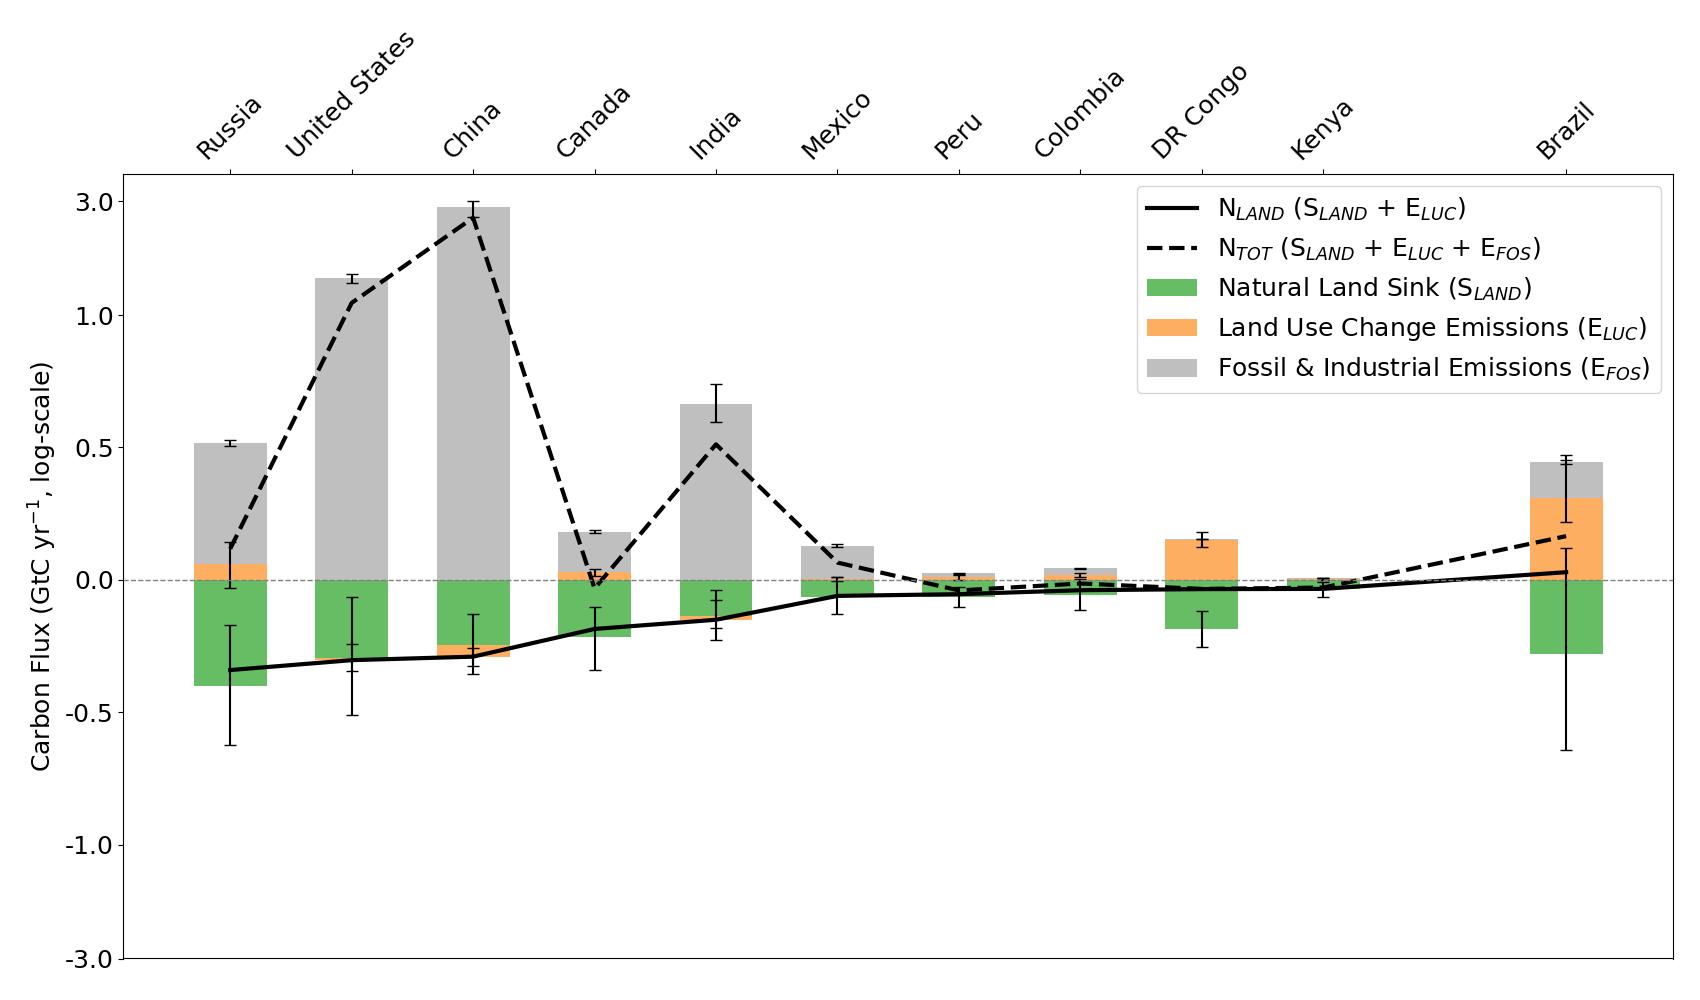 Russia
United States
China
Canada
India
Mexico
Peru
Colombia
DR Congo
Kenya
Brazil
Carbon Flux (GtC yr⁻¹, log-scale)
3.0
1.0
0.5
0.0
-0.5
-1.0
-3.0
N_LAND (S_LAND + E_LUC)
N_TOT (S_LAND + E_LUC + E_FOS)
Natural Land Sink (S_LAND)
Land Use Change Emissions (E_LUC)
Fossil & Industrial Emissions (E_FOS)